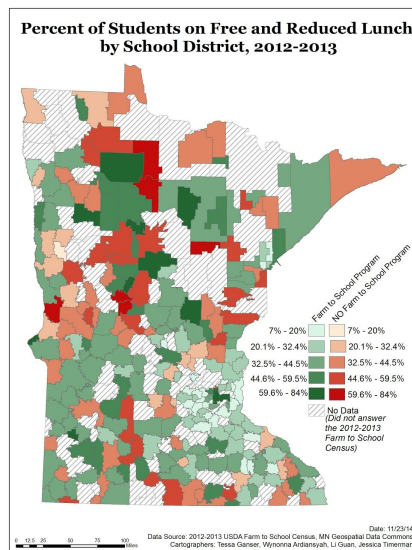 Percent of Students on Free and Reduced Lunch
by School District, 2012-2013
Farm to School Program
NO Farm to School Program
7% - 20%
7% - 20%
20.1% - 32.4%
20.1% - 32.4%
32.5% - 44.5%
32.5% - 44.5%
44.6% - 59.5%
44.6% - 59.5%
59.6% - 84%
59.6% - 84%
No Data
(Did not answer
the 2012-2013
Farm to School
Census)
Date: 11/23/14
Data Source: 2012-2013 USDA Farm to School Census, MN Geospatial Data Commons
Cartographers: Tessa Ganser, Wynonna Ardiansyah, Li Guan, Jessica Timerman
0 12.5 25 50 75 100
Miles